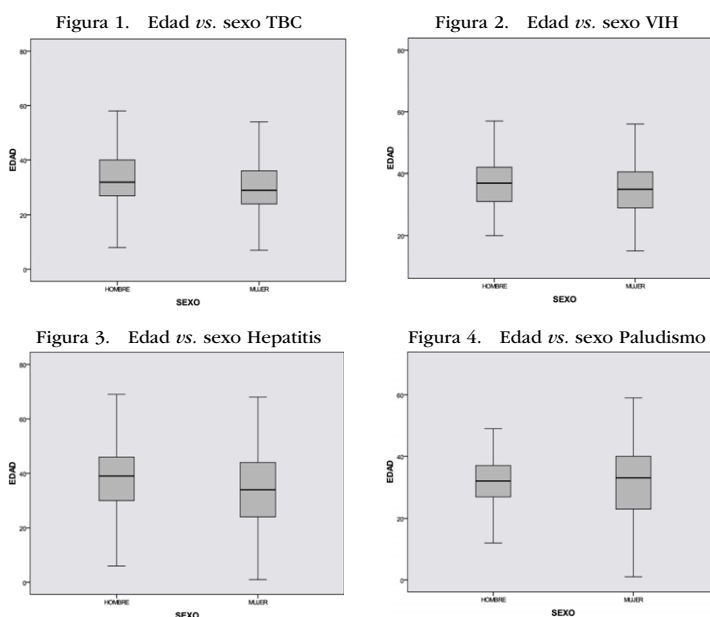 Figura 1. Edad vs. sexo TBC
80
60
40
20
0
EDAD
HOMBRE MUJER
SEXO
Figura 2. Edad vs. sexo VIH
80
60
40
20
EDAD
HOMBRE MUJER
SEXO
Figura 3. Edad vs. sexo Hepatitis
80
60
40
20
0
EDAD
HOMBRE MUJER
SEXO
Figura 4. Edad vs. sexo Paludismo
60
40
20
0
EDAD
HOMBRE MUJER
SEXO